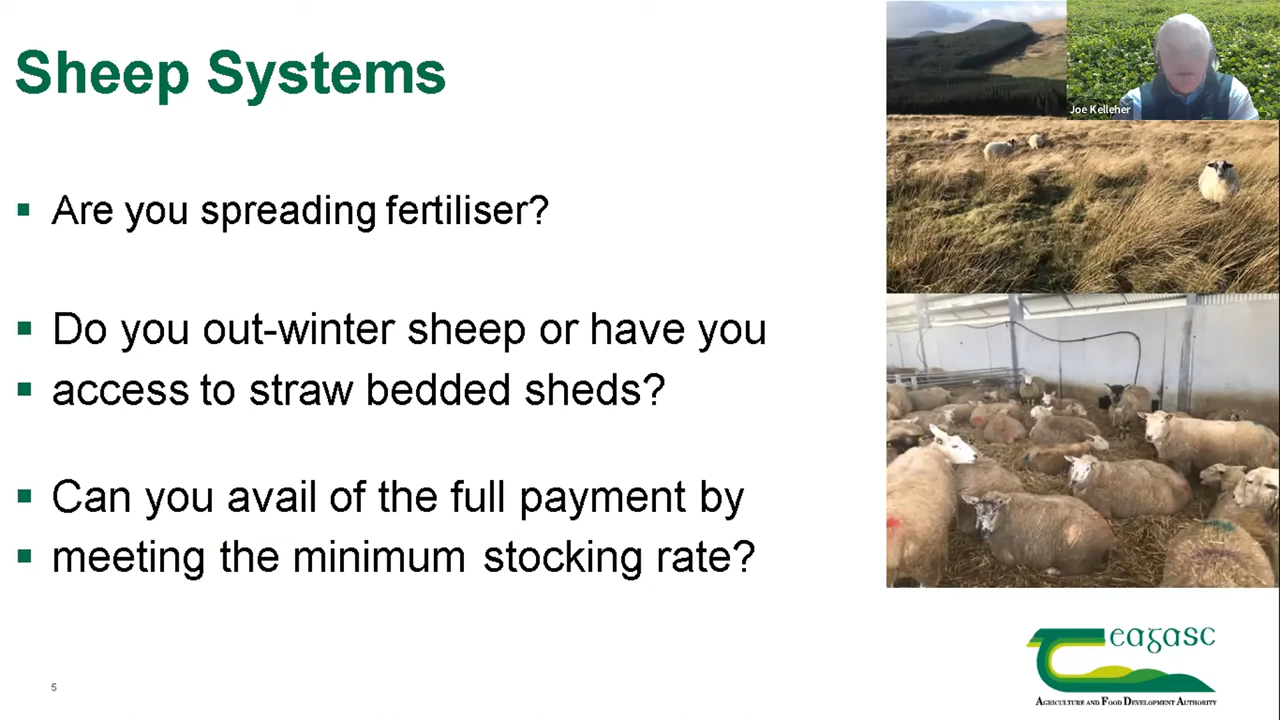 Sheep Systems
Joe Kelleher
▪ Are you spreading fertiliser?
▪ Do you out-winter sheep or have you
▪ access to straw bedded sheds?
▪ Can you avail of the full payment by
▪ meeting the minimum stocking rate?
5
teagasc
AGRICULTURE AND FOOD DEVELOPMENT AUTHORITY